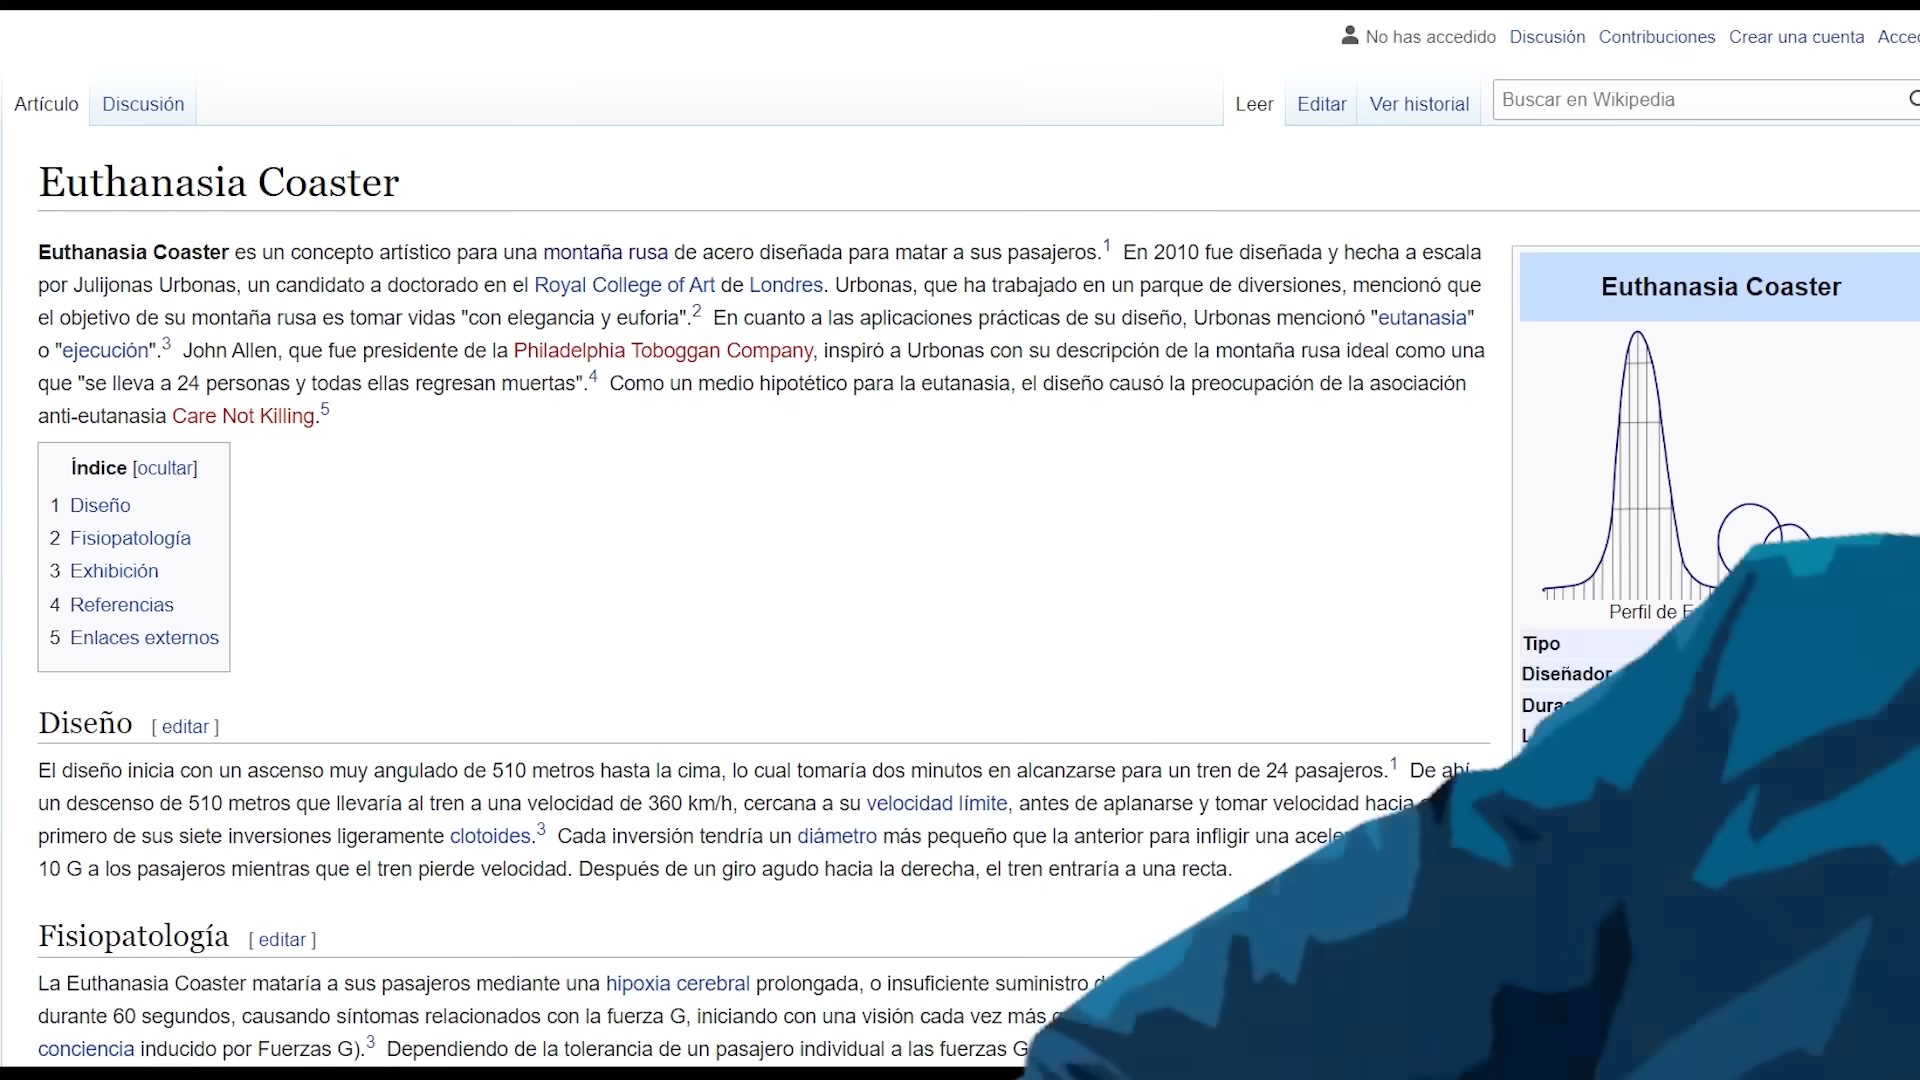 No has accedido Discusión Contribuciones Crear una cuenta
Artículo Discusión Leer Editar Ver historial Buscar en Wikipedia
Euthanasia Coaster
Euthanasia Coaster es un concepto artístico para una montaña rusa de acero diseñada para matar a sus pasajeros.1 En 2010 fue diseñada y hecha a escala
por Julijonas Urbonas, un candidato a doctorado en el Royal College of Art de Londres. Urbonas, que ha trabajado en un parque de diversiones, mencionó que
el objetivo de su montaña rusa es tomar vidas "con elegancia y euforia".2 En cuanto a las aplicaciones prácticas de su diseño, Urbonas mencionó "eutanasia"
o "ejecución".3 John Allen, que fue presidente de la Philadelphia Toboggan Company, inspiró a Urbonas con su descripción de la montaña rusa ideal como una
que "se lleva a 24 personas y todas ellas regresan muertas".4 Como un medio hipotético para la eutanasia, el diseño causó la preocupación de la asociación
anti-eutanasia Care Not Killing.5
Índice [ocultar]
1 Diseño
2 Fisiopatología
3 Exhibición
4 Referencias
5 Enlaces externos
Euthanasia Coaster
Perfil de
Tipo
Diseñador
Diseño [ editar ]
El diseño inicia con un ascenso muy angulado de 510 metros hasta la cima, lo cual tomaría dos minutos en alcanzarse para un tren de 24 pasajeros.1 De ahí
un descenso de 510 metros que llevaría al tren a una velocidad de 360 km/h, cercana a su velocidad límite, antes de aplanarse y tomar velocidad hacia
primero de sus siete inversiones ligeramente clotoides.3 Cada inversión tendría un diámetro más pequeño que la anterior para infligir una
10 G a los pasajeros mientras que el tren pierde velocidad. Después de un giro agudo hacia la derecha, el tren entraría a una recta.
Fisiopatología [ editar ]
La Euthanasia Coaster mataría a sus pasajeros mediante una hipoxia cerebral prolongada, o insuficiente suministro
durante 60 segundos, causando síntomas relacionados con la fuerza G, iniciando con una visión cada vez más
conciencia inducido por Fuerzas G).3 Dependiendo de la tolerancia de un pasajero individual a las fuerzas G